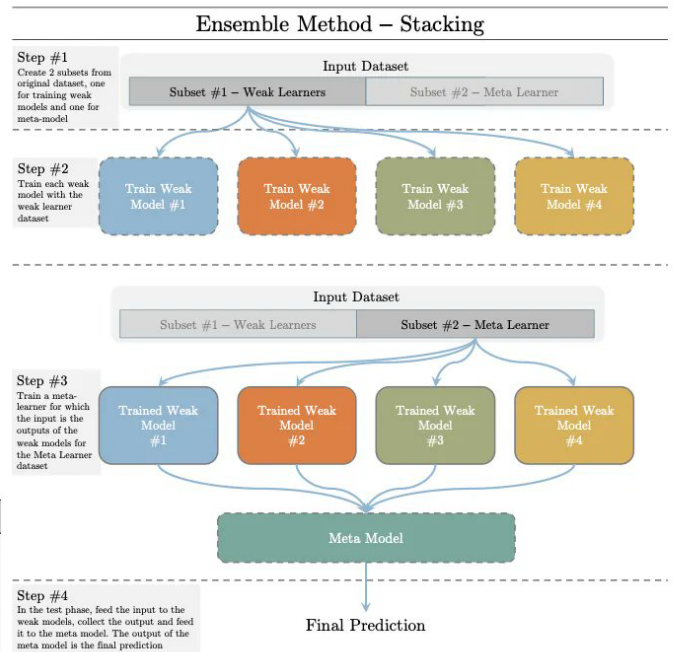 Ensemble Method – Stacking
Step #1
Create 2 subsets from
original dataset, one
for training weak
models and one for
meta-model
Input Dataset
Subset #1 – Weak Learners
Subset #2 – Meta Learner
Step #2
Train each weak
model with the
weak learner
dataset
Train Weak
Model #1
Train Weak
Model #2
Train Weak
Model #3
Train Weak
Model #4
Input Dataset
Subset #1 – Weak Learners
Subset #2 – Meta Learner
Step #3
Train a meta-
learner for which
the input is the
outputs of the
weak models for
the Meta Learner
dataset
Trained Weak
Model
#1
Trained Weak
Model
#2
Trained Weak
Model
#3
Trained Weak
Model
#4
Meta Model
Step #4
In the test phase, feed the input to the
weak models, collect the output and feed
it to the meta model. The output of the
meta model is the final prediction
Final Prediction